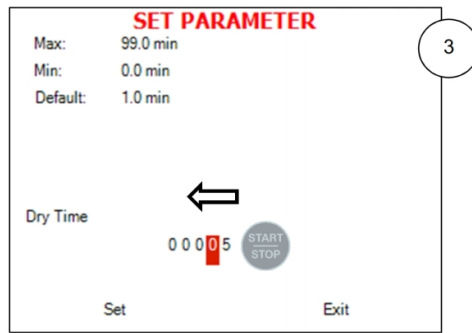 SET PARAMETER
Max: 99.0 min
Min: 0.0 min
Default: 1.0 min
3
Dry Time
0 0 0 0 5
START
STOP
Set Exit